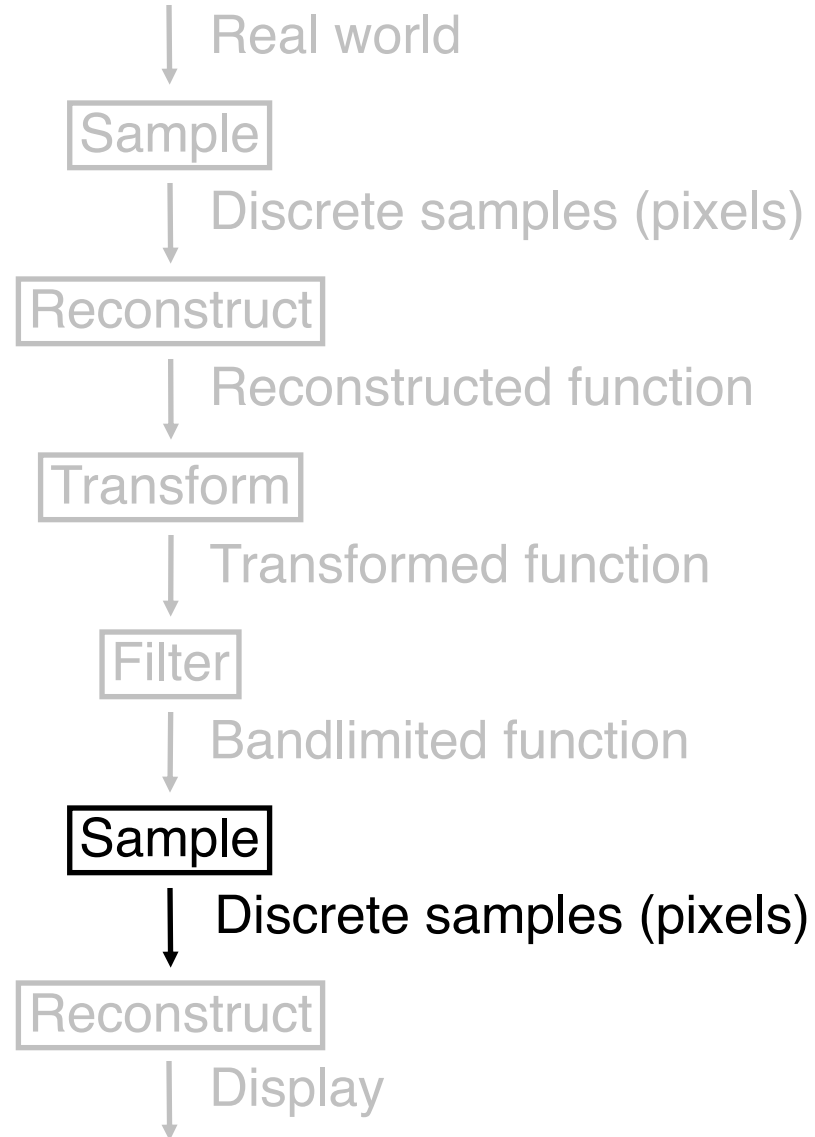 Real world
Sample
Discrete samples (pixels)
Reconstruct
Reconstructed function
Transform
Transformed function
Filter
Bandlimited function
Sample
Discrete samples (pixels)
Reconstruct
Display